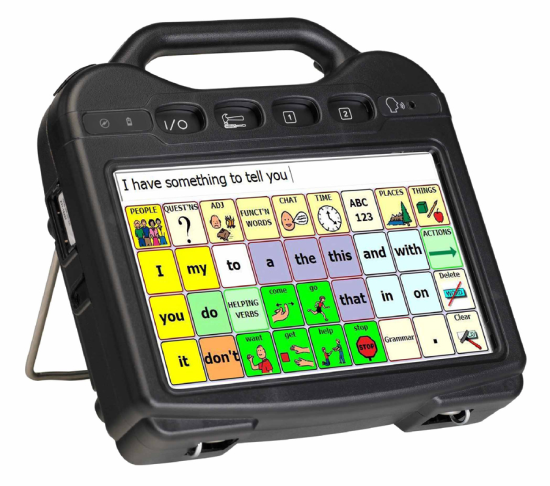 I/O
1
2
I have something to tell you
PEOPLE QUEST'NS ADJ FUNCT'N WORDS CHAT TIME ABC 123 PLACES THINGS
?
I my to a the this and with ACTIONS
you do HELPING VERBS come go that in on Delete
it don't want get help stop Grammar . Clear
STOP